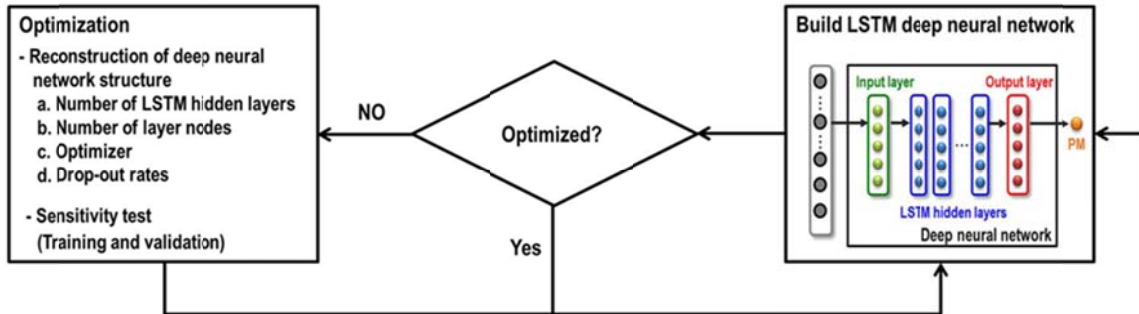 Optimization
- Reconstruction of deep neural
network structure
a. Number of LSTM hidden layers
b. Number of layer nodes
c. Optimizer
d. Drop-out rates
- Sensitivity test
(Training and validation)
NO
Optimized?
Yes
Build LSTM deep neural network
Input layer
Output layer
...
PM
LSTM hidden layers
Deep neural network